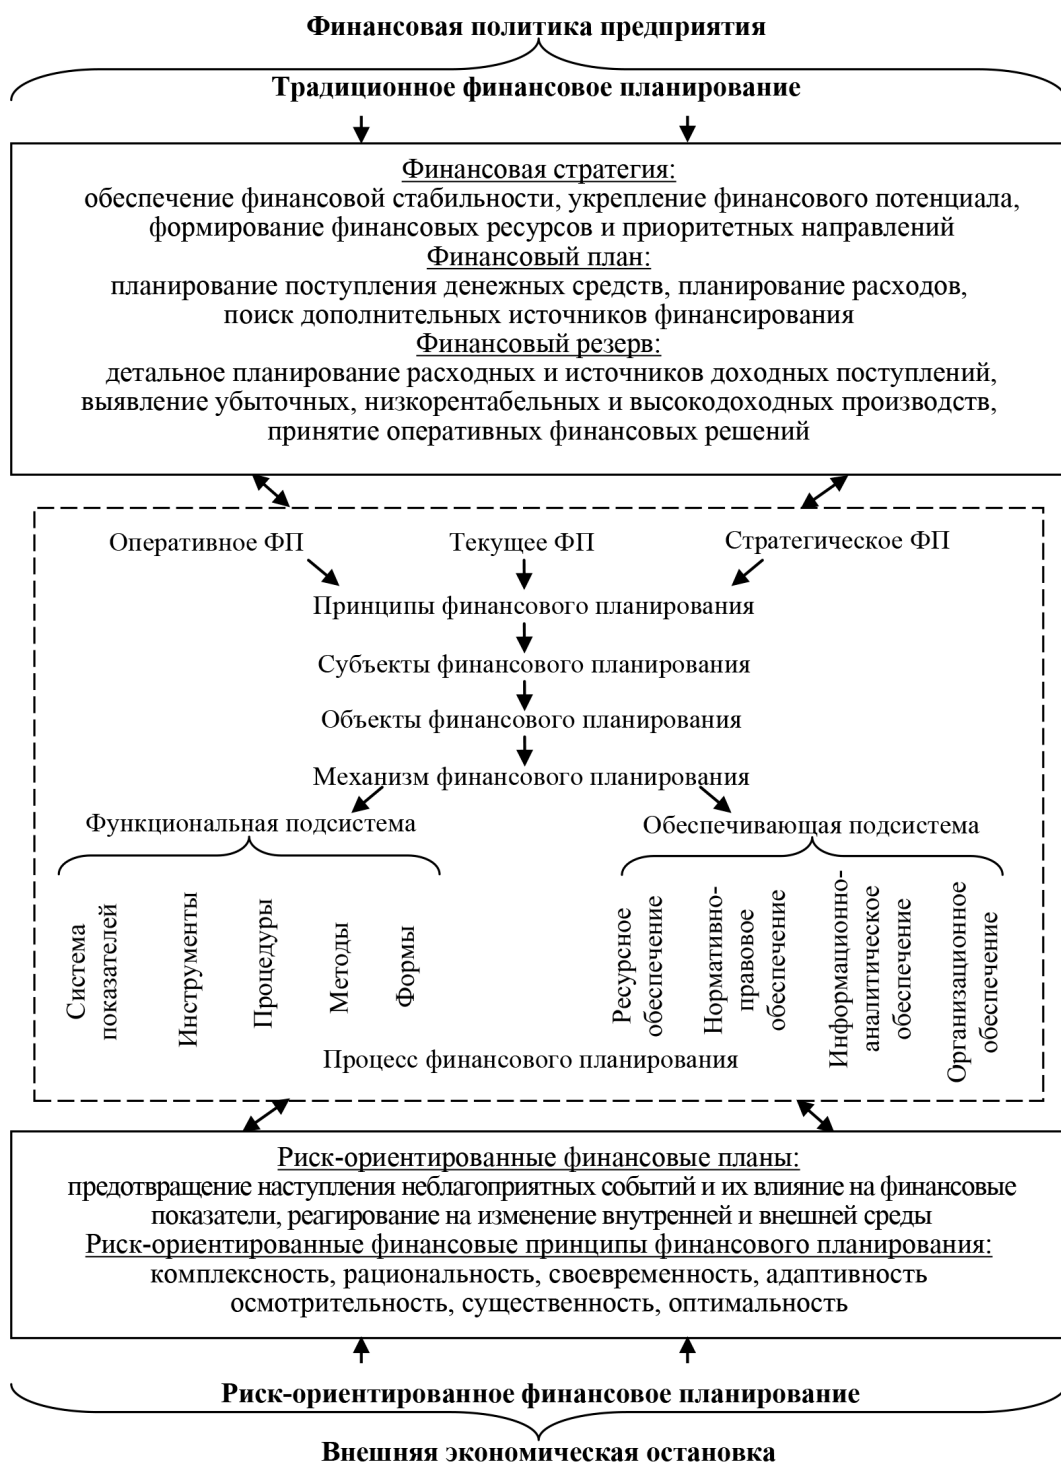 Финансовая политика предприятия
Традиционное финансовое планирование
Финансовая стратегия:
обеспечение финансовой стабильности, укрепление финансового потенциала,
формирование финансовых ресурсов и приоритетных направлений
Финансовый план:
планирование поступления денежных средств, планирование расходов,
поиск дополнительных источников финансирования
Финансовый резерв:
детальное планирование расходных и источников доходных поступлений,
выявление убыточных, низкорентабельных и высокодоходных производств,
принятие оперативных финансовых решений
Оперативное ФП
Текущее ФП
Стратегическое ФП
Принципы финансового планирования
Субъекты финансового планирования
Объекты финансового планирования
Механизм финансового планирования
Функциональная подсистема
Обеспечивающая подсистема
Система
показателей
Инструменты
Процедуры
Методы
Формы
Ресурсное
обеспечение
Нормативно-
правовое
обеспечение
Информационно-
аналитическое
обеспечение
Организационное
обеспечение
Процесс финансового планирования
Риск-ориентированные финансовые планы:
предотвращение наступления неблагоприятных событий и их влияние на финансовые
показатели, реагирование на изменение внутренней и внешней среды
Риск-ориентированные финансовые принципы финансового планирования:
комплексность, рациональность, своевременность, адаптивность
осмотрительность, существенность, оптимальность
Риск-ориентированное финансовое планирование
Внешняя экономическая остановка